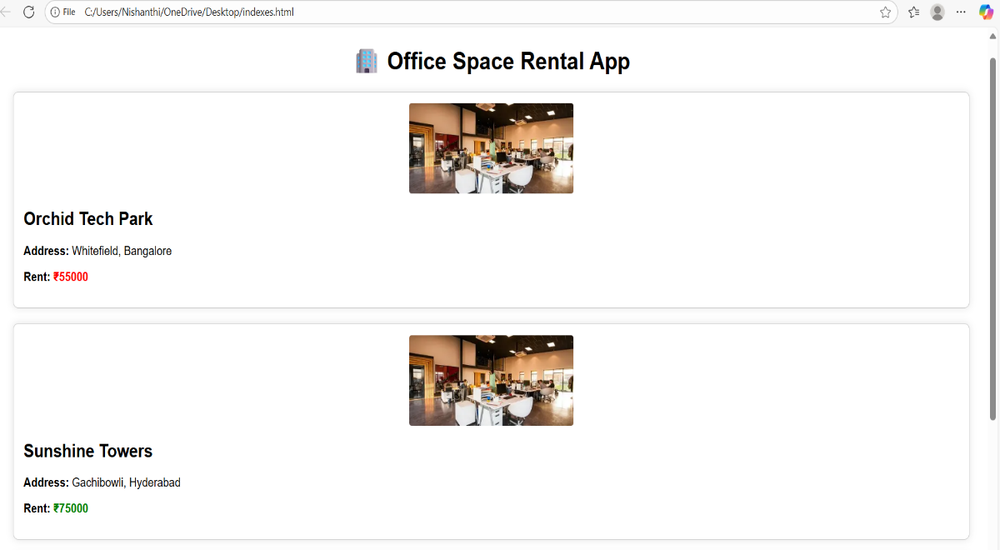 File C:/Users/Nishanthi/OneDrive/Desktop/indexes.html
🏢 Office Space Rental App
Orchid Tech Park
Address: Whitefield, Bangalore
Rent: ₹55000
Sunshine Towers
Address: Gachibowli, Hyderabad
Rent: ₹75000